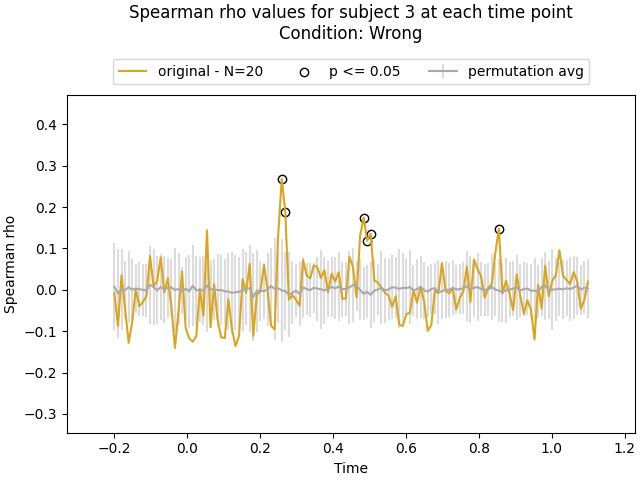 Spearman rho values for subject 3 at each time point
Condition: Wrong
original - N=20 p <= 0.05 permutation avg
0.4
0.3
0.2
0.1
0.0
−0.1
−0.2
−0.3
Spearman rho
−0.2 0.0 0.2 0.4 0.6 0.8 1.0 1.2
Time